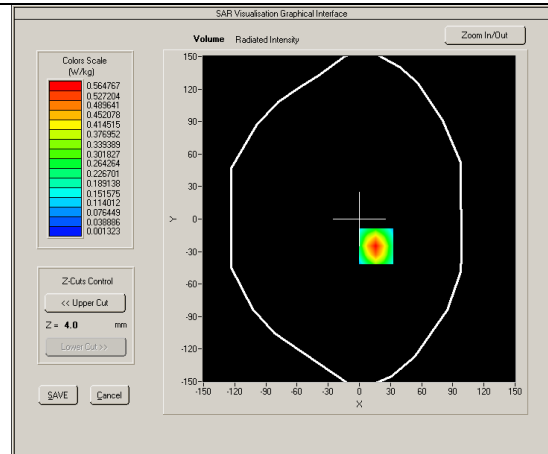 SAR Visualisation Graphical Interface
Volume Radiated Intensity
Zoom In/Out
Colors Scale
(W/kg)
0.564767
0.527204
0.489641
0.452078
0.414515
0.376952
0.339389
0.301827
0.264264
0.226701
0.189138
0.151575
0.114012
0.076449
0.038886
0.001323
Z-Cuts Control
<< Upper Cut
Z = 4.0 mm
Lower Cut >>
SAVE Cancel
150
120
90
60
30
0
-30
-60
-90
-120
-150
Y
-150 -120 -90 -60 -30 0 30 60 90 120 150
X